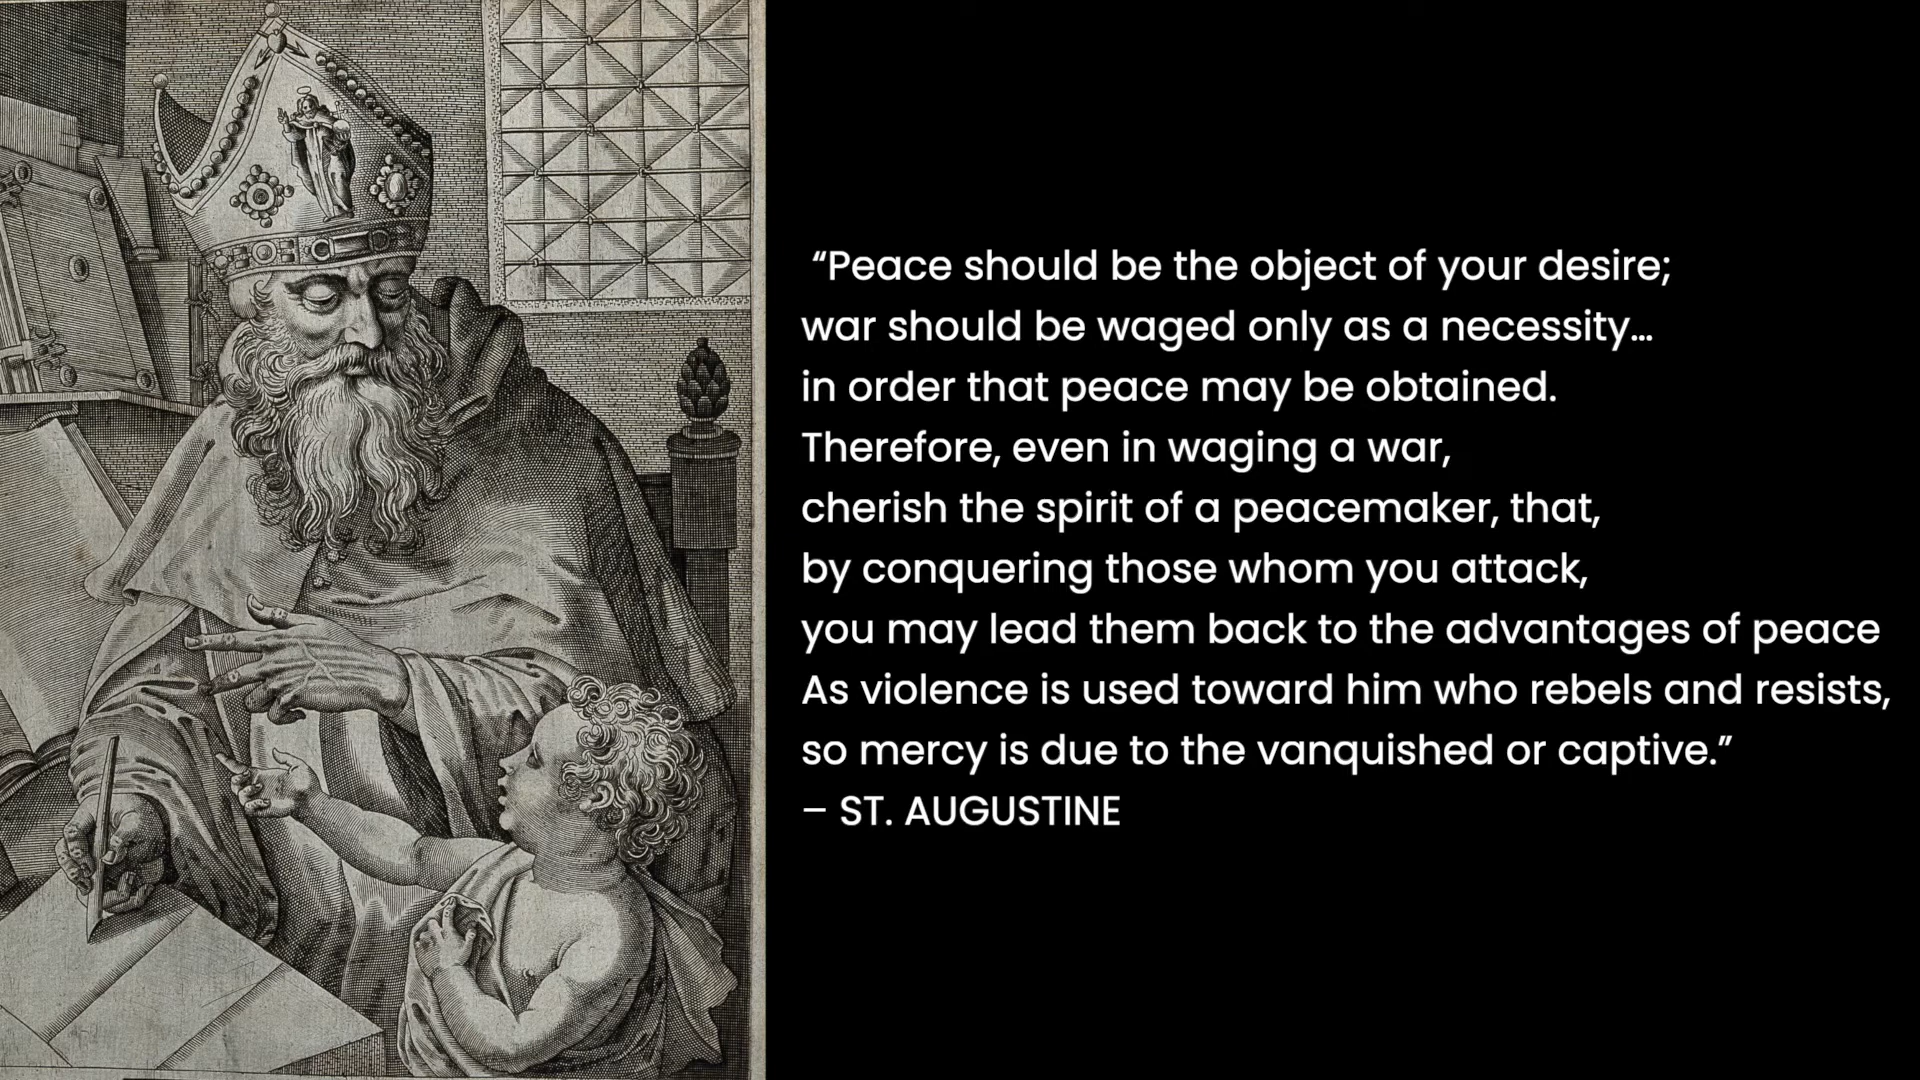 “Peace should be the object of your desire;
war should be waged only as a necessity…
in order that peace may be obtained.
Therefore, even in waging a war,
cherish the spirit of a peacemaker, that,
by conquering those whom you attack,
you may lead them back to the advantages of peace
As violence is used toward him who rebels and resists,
so mercy is due to the vanquished or captive.”
– ST. AUGUSTINE